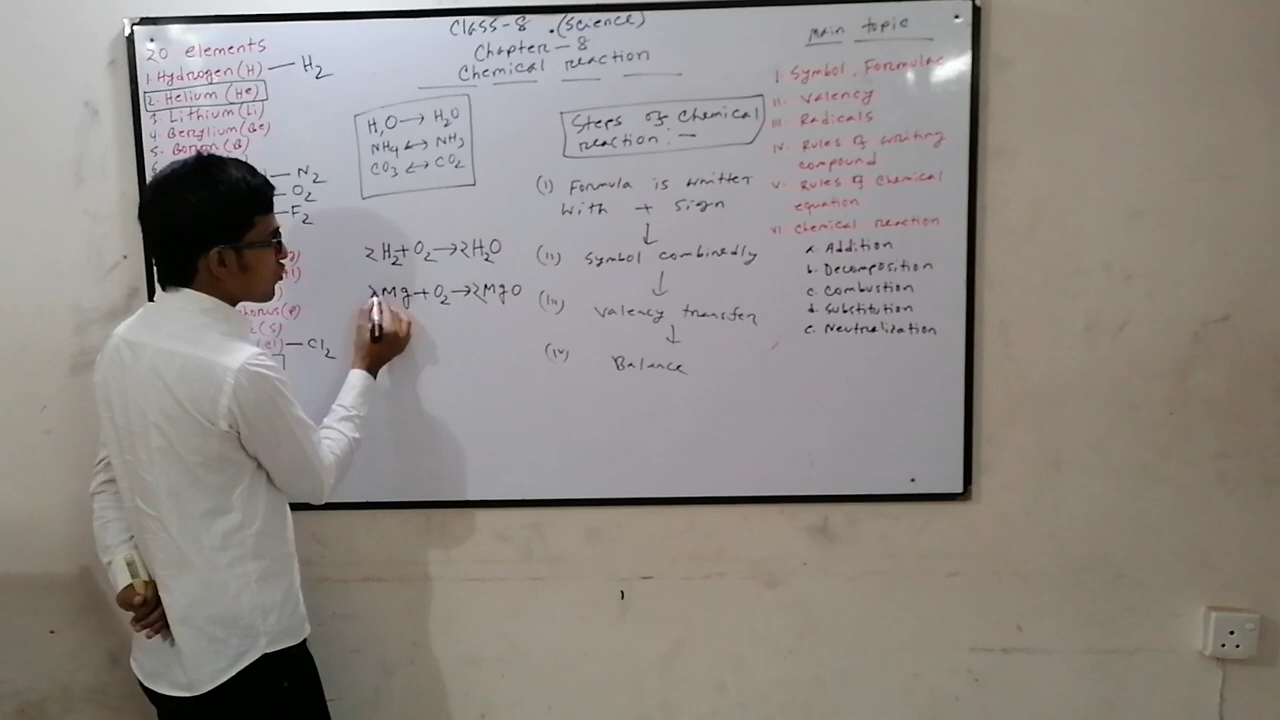 Class-8 . (Science)
Chapter-8
Chemical reaction
20 elements
1. Hydrogen (H) — H2
2. Helium (He)
3. Lithium (Li)
4. Berylium (Be)
5. Boron (B)
— N2
— O2
— F2
horus (P)
(S)
(Cl) — Cl2
H,O → H2O
NH4 ↔ NH3
CO3 ↔ CO2
2H2 + O2 → 2H2O
2Mg + O2 → 2MgO
Steps of Chemical
reaction :-
(i) Formula is written
with + sign
↓
(ii) Symbol combinedly
↓
(iii) Valency transfer
↓
(iv) Balance
main topic
i. Symbol, Formulae
ii. Valency
iii. Radicals
iv. Rules of writing
compound
v. Rules of Chemical
equation
vi. Chemical reaction
a. Addition
b. Decomposition
c. Combustion
d. Substitution
e. Neutralization